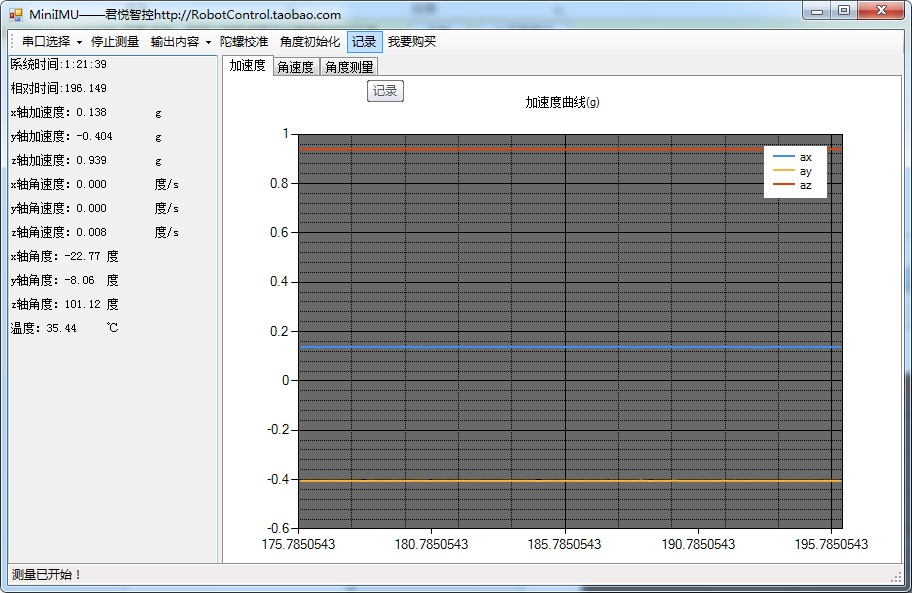 MiniIMU——君悦智控http://RobotControl.taobao.com
串口选择 停止测量 输出内容 陀螺校准 角度初始化 记录 我要购买
系统时间:1:21:39
相对时间:196.149
x轴加速度: 0.138 g
y轴加速度: -0.404 g
z轴加速度: 0.939 g
x轴角速度: 0.000 度/s
y轴角速度: 0.000 度/s
z轴角速度: 0.008 度/s
x轴角度: -22.77 度
y轴角度: -8.06 度
z轴角度: 101.12 度
温度: 35.44 ℃
加速度 角速度 角度测量
记录
加速度曲线(g)
1
0.8
0.6
0.4
0.2
0
-0.2
-0.4
-0.6
ax
ay
az
175.7850543 180.7850543 185.7850543 190.7850543 195.7850543
测量已开始！